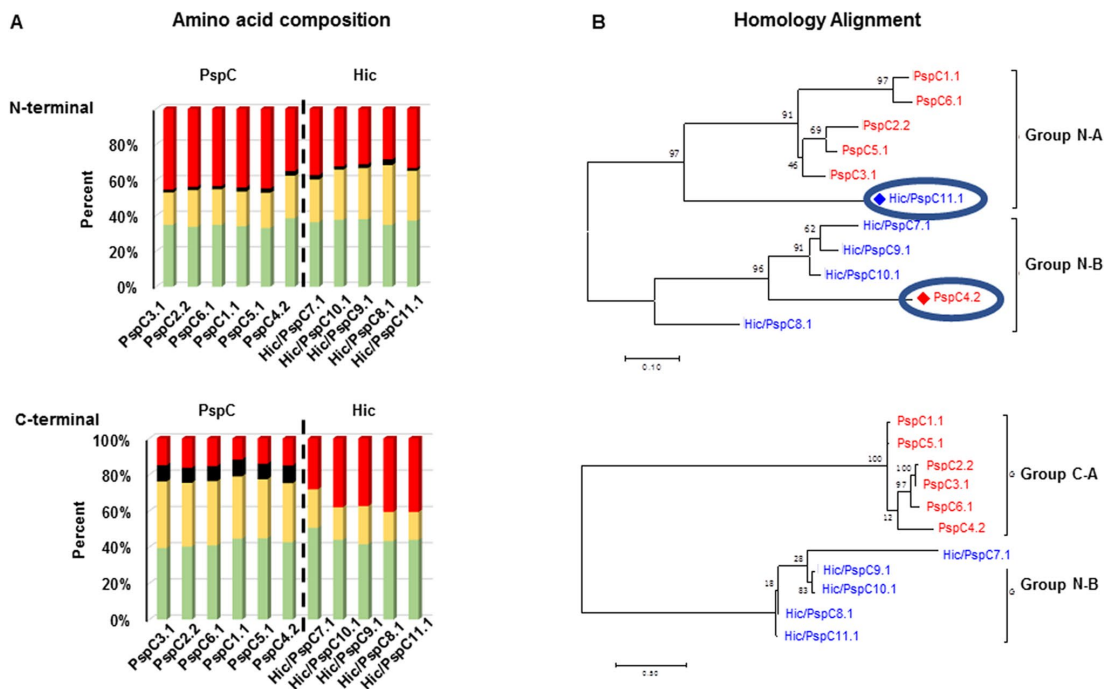 A
Amino acid composition
PspC
Hic
N-terminal
80%
60%
40%
20%
0%
Percent
PspC3.1
PspC2.2
PspC6.1
PspC1.1
PspC5.1
PspC4.2
Hic/PspC7.1
Hic/PspC10.1
Hic/PspC9.1
Hic/PspC8.1
Hic/PspC11.1
C-terminal
PspC
Hic
100%
80%
60%
40%
20%
0%
Percent
PspC3.1
PspC2.2
PspC6.1
PspC1.1
PspC5.1
PspC4.2
Hic/PspC7.1
Hic/PspC10.1
Hic/PspC9.1
Hic/PspC8.1
Hic/PspC11.1
B
Homology Alignment
97
PspC1.1
PspC6.1
91
69
PspC2.2
PspC5.1
46
PspC3.1
97
Hic/PspC11.1
Group N-A
62
Hic/PspC7.1
Hic/PspC9.1
91
Hic/PspC10.1
96
PspC4.2
Hic/PspC8.1
Group N-B
0.10
PspC1.1
PspC5.1
100
100
PspC2.2
PspC3.1
97
PspC6.1
12
PspC4.2
Group C-A
Hic/PspC7.1
28
Hic/PspC9.1
83
Hic/PspC10.1
18
Hic/PspC8.1
Hic/PspC11.1
Group N-B